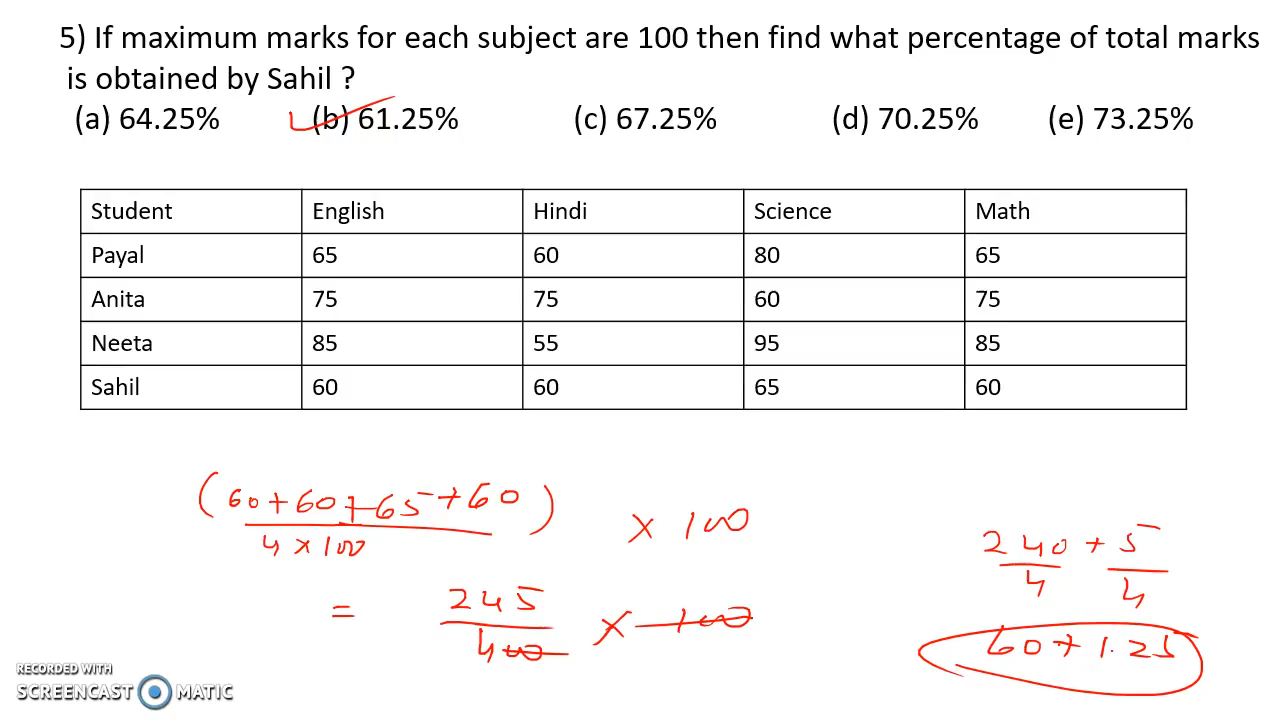 5) If maximum marks for each subject are 100 then find what percentage of total marks
is obtained by Sahil ?
(a) 64.25% (b) 61.25% (c) 67.25% (d) 70.25% (e) 73.25%
Student English Hindi Science Math
Payal 65 60 80 65
Anita 75 75 60 75
Neeta 85 55 95 85
Sahil 60 60 65 60
(60+60+65+60)
4 × 100
× 100
= 245
400
× 100
240 + 5
4 4
60 + 1.25
RECORDED WITH
SCREENCAST MATIC